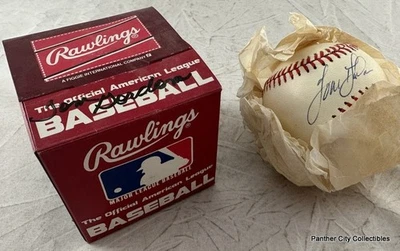 Rawlings
A FIGGIE INTERNATIONAL COMPANY
The Official American League
BASEBALL
Rawlings
MAJOR LEAGUE BASEBALL
The Official American League
BASEBALL
Tom
Panther City Collectibles